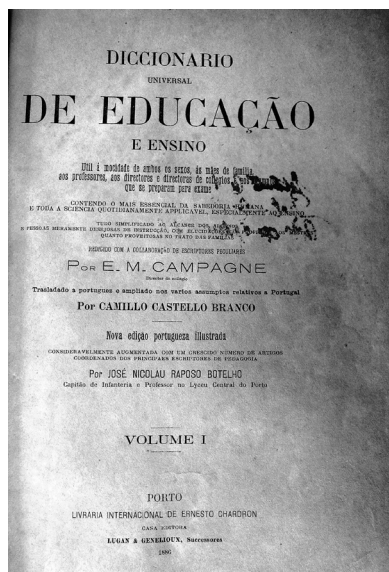 DICCIONARIO
UNIVERSAL
DE EDUCAÇÃO
E ENSINO
Util á mocidade de ambos os sexos, ás mães de familia,
aos professores, aos directores e directoras de collegios
que se preparam para exame
CONTENDO O MAIS ESSENCIAL DA SABEDORIA HUMANA
E TODA A SCIENCIA QUOTIDIANAMENTE APPLICAVEL, ESPECIALMENTE AO ENSINO
TUDO SIMPLIFICADO AO ALCANCE DOS
E PESSOAS MERAMENTE DESEJOSAS DE INSTRUCÇÃO, COM
QUANTO PROVEITOSAS NO TRATO DAS FAMILIAS
REDIGIDO COM A COLLABORAÇÃO DE ESCRIPTORES PECULIARES
POR E. M. CAMPAGNE
Director de collegio
Trasladado a portuguez e ampliado nos varios assumptos relativos a Portugal
Por CAMILLO CASTELLO BRANCO
Nova edição portugueza illustrada
CONSIDERAVELMENTE AUGMENTADA COM UM CRESCIDO NUMERO DE ARTIGOS
COORDENADOS DOS PRINCIPAES ESCRIPTORES DE PEDAGOGIA
Por JOSÉ NICOLAU RAPOSO BOTELHO
Capitão de Infanteria e Professor no Lyceu Central do Porto
VOLUME I
PORTO
LIVRARIA INTERNACIONAL DE ERNESTO CHARDRON
CASA EDITORA
LUGAN & GENELIOUX, Successores
1886